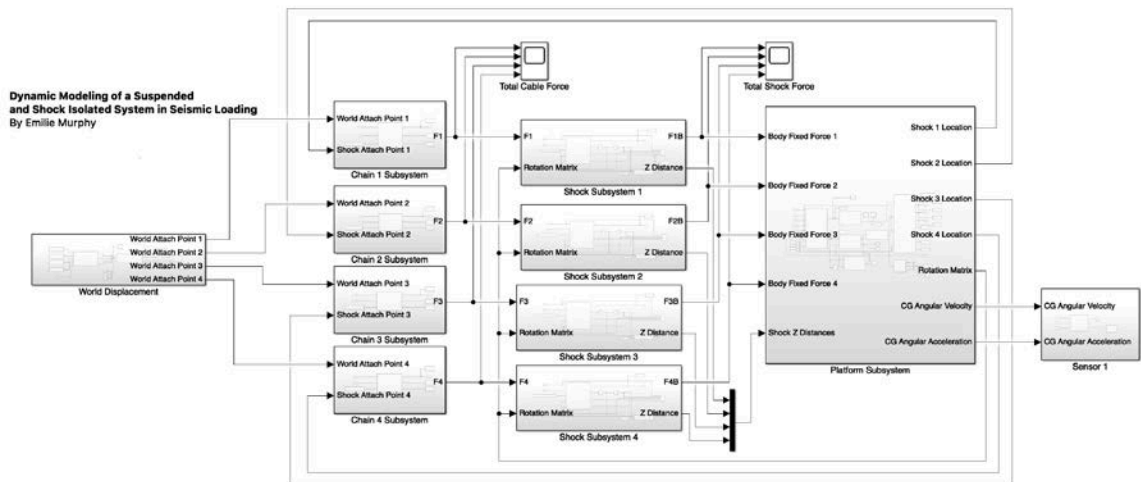 Dynamic Modeling of a Suspended
and Shock Isolated System in Seismic Loading
By Emilie Murphy
World Attach Point 1
World Attach Point 2
World Attach Point 3
World Attach Point 4
World Displacement
World Attach Point 1
F1
Shock Attach Point 1
Chain 1 Subsystem
World Attach Point 2
F2
Shock Attach Point 2
Chain 2 Subsystem
World Attach Point 3
F3
Shock Attach Point 3
Chain 3 Subsystem
World Attach Point 4
F4
Shock Attach Point 4
Chain 4 Subsystem
Total Cable Force
F1
F1B
Rotation Matrix
Z Distance
Shock Subsystem 1
F2
F2B
Rotation Matrix
Z Distance
Shock Subsystem 2
F3
F3B
Rotation Matrix
Z Distance
Shock Subsystem 3
F4
F4B
Rotation Matrix
Z Distance
Shock Subsystem 4
Total Shock Force
Body Fixed Force 1
Body Fixed Force 2
Body Fixed Force 3
Body Fixed Force 4
Shock Z Distances
Shock 1 Location
Shock 2 Location
Shock 3 Location
Shock 4 Location
Rotation Matrix
CG Angular Velocity
CG Angular Acceleration
Platform Subsystem
CG Angular Velocity
CG Angular Acceleration
Sensor 1